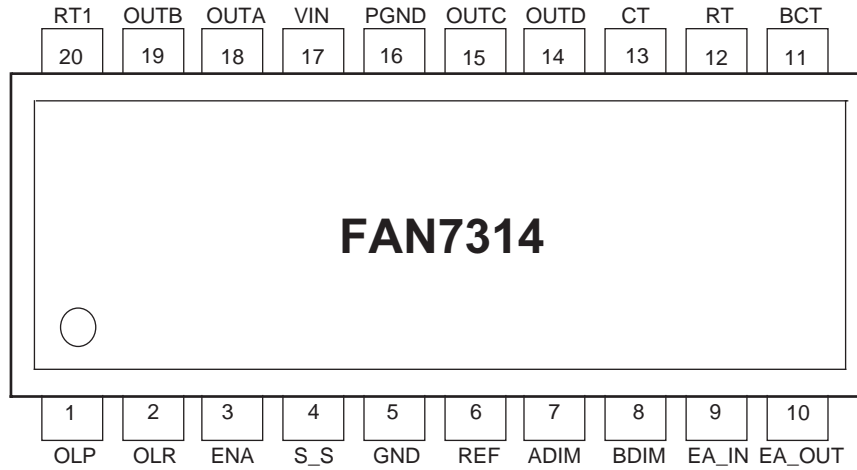 RT1 OUTB OUTA VIN PGND OUTC OUTD CT RT BCT
20 19 18 17 16 15 14 13 12 11
FAN7314
1 2 3 4 5 6 7 8 9 10
OLP OLR ENA S_S GND REF ADIM BDIM EA_IN EA_OUT